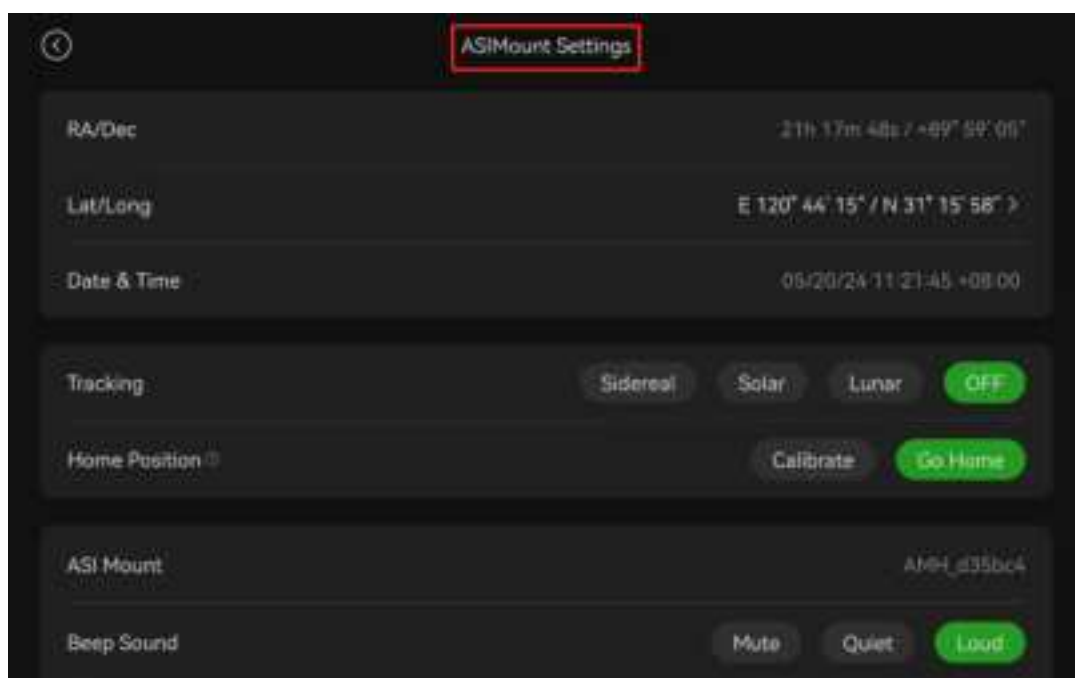 ASIMount Settings
RA/Dec 21h 17m 48s / +89° 59' 05"
Lat/Long E 120° 44' 15" / N 31° 15' 58" >
Date & Time 05/20/24 11:21:45 +08:00
Tracking Sidereal Solar Lunar OFF
Home Position Calibrate Go Home
ASI Mount AMH_d35bc4
Beep Sound Mute Quiet Loud